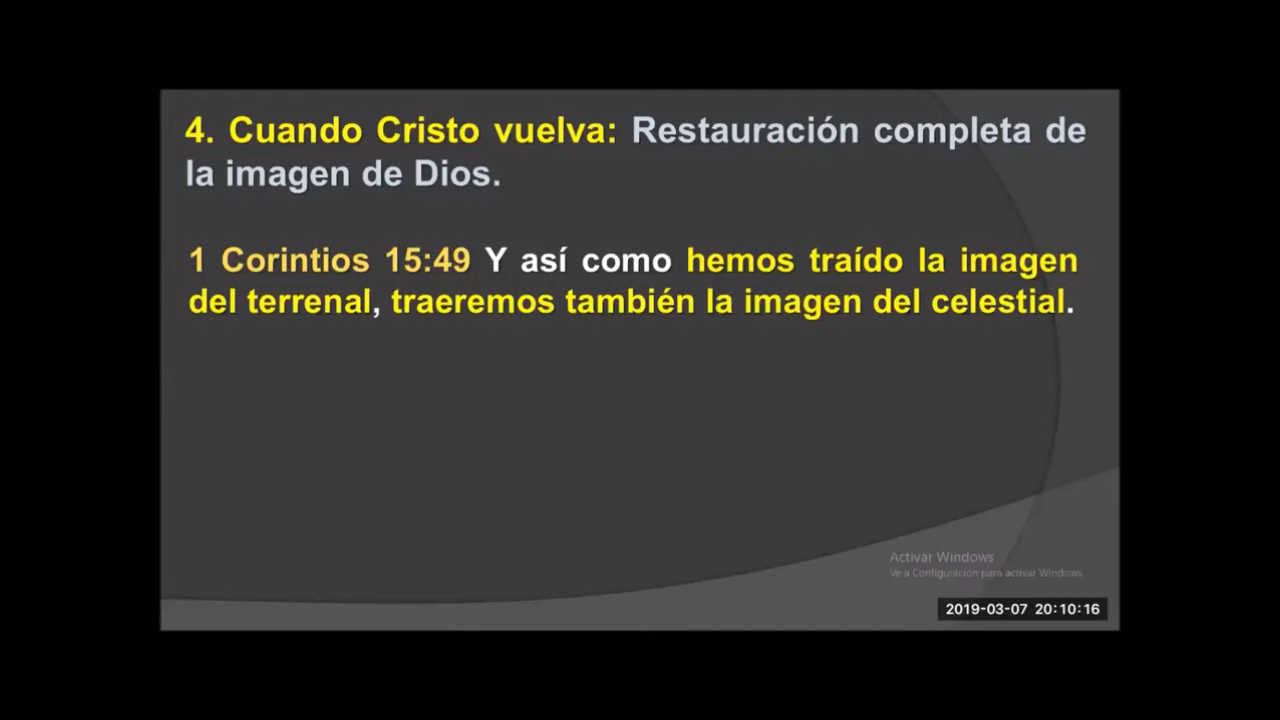 4. Cuando Cristo vuelva: Restauración completa de
la imagen de Dios.
1 Corintios 15:49 Y así como hemos traído la imagen
del terrenal, traeremos también la imagen del celestial.
Activar Windows
Ve a Configuración para activar Windows.
2019-03-07 20:10:16